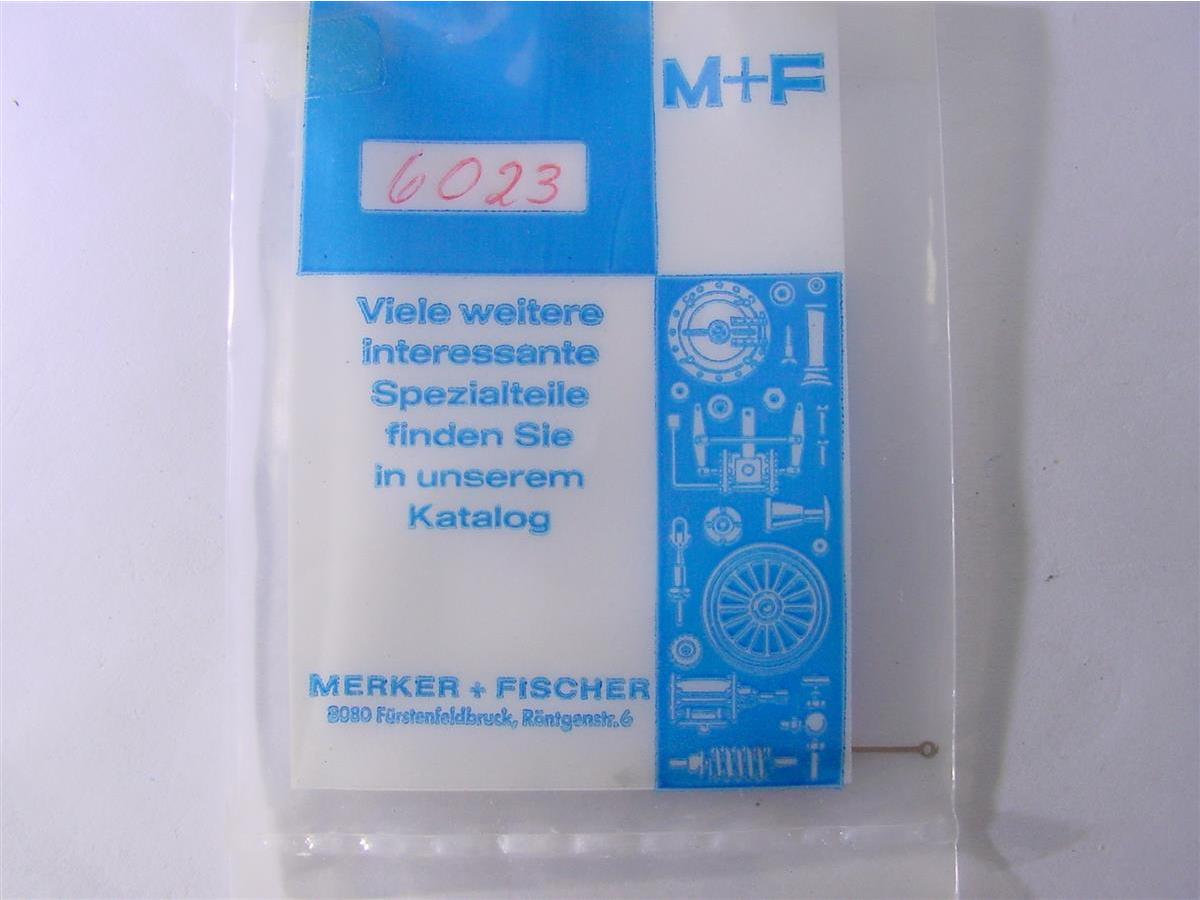 M+F
6023
Viele weitere
interessante
Spezialteile
finden Sie
in unserem
Katalog
MERKER + FISCHER
8080 Fürstenfeldbruck, Röntgenstr. 6